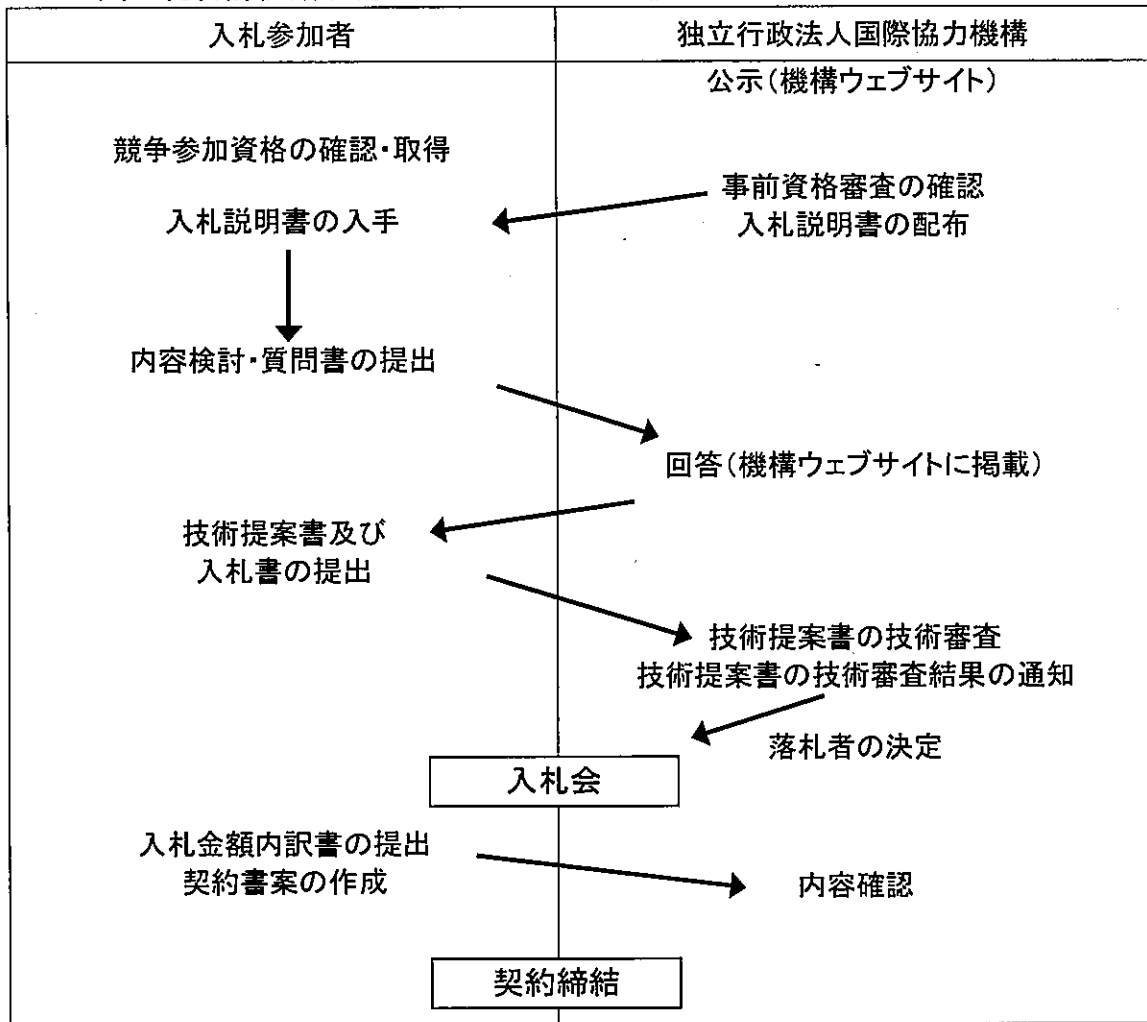 入札参加者
独立行政法人国際協力機構
公示(機構ウェブサイト)
競争参加資格の確認・取得
事前資格審査の確認
入札説明書の入手
入札説明書の配布
内容検討・質問書の提出
回答(機構ウェブサイトに掲載)
技術提案書及び
入札書の提出
技術提案書の技術審査
技術提案書の技術審査結果の通知
落札者の決定
入札会
入札金額内訳書の提出
契約書案の作成
内容確認
契約締結